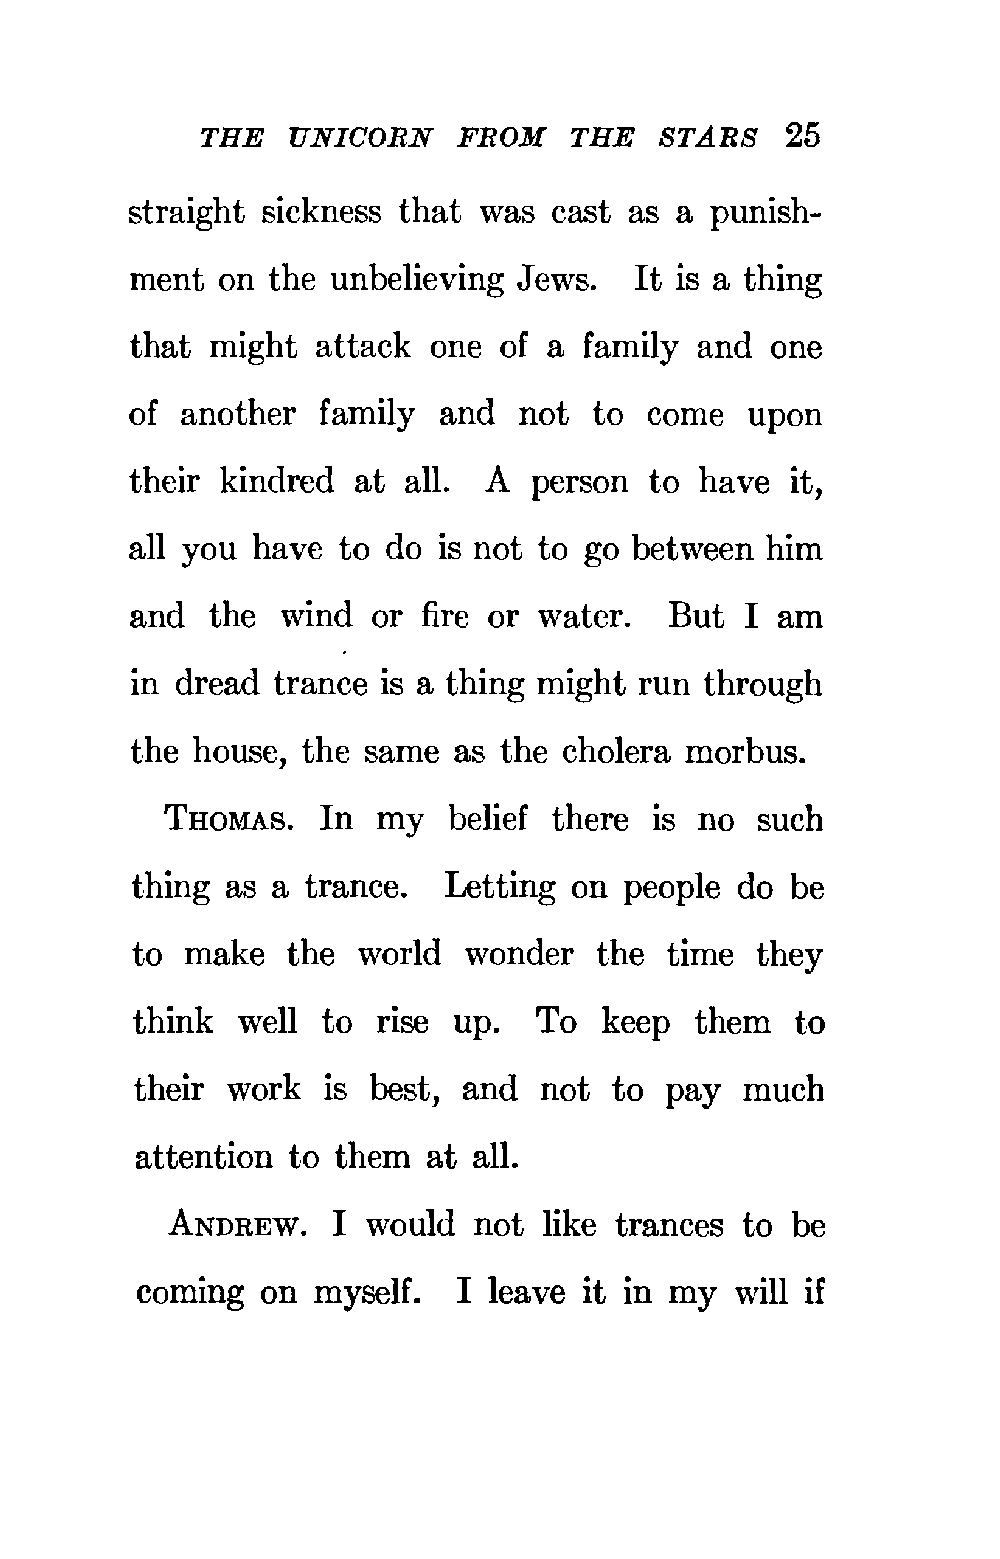 THE UNICORN FROM THE STARS 25
straight sickness that was cast as a punish-
ment on the unbelieving Jews. It is a thing
that might attack one of a family and one
of another family and not to come upon
their kindred at all. A person to have it,
all you have to do is not to go between him
and the wind or fire or water. But I am
in dread trance is a thing might run through
the house, the same as the cholera morbus.
THOMAS. In my belief there is no such
thing as a trance. Letting on people do be
to make the world wonder the time they
think well to rise up. To keep them to
their work is best, and not to pay much
attention to them at all.
ANDREW. I would not like trances to be
coming on myself. I leave it in my will if